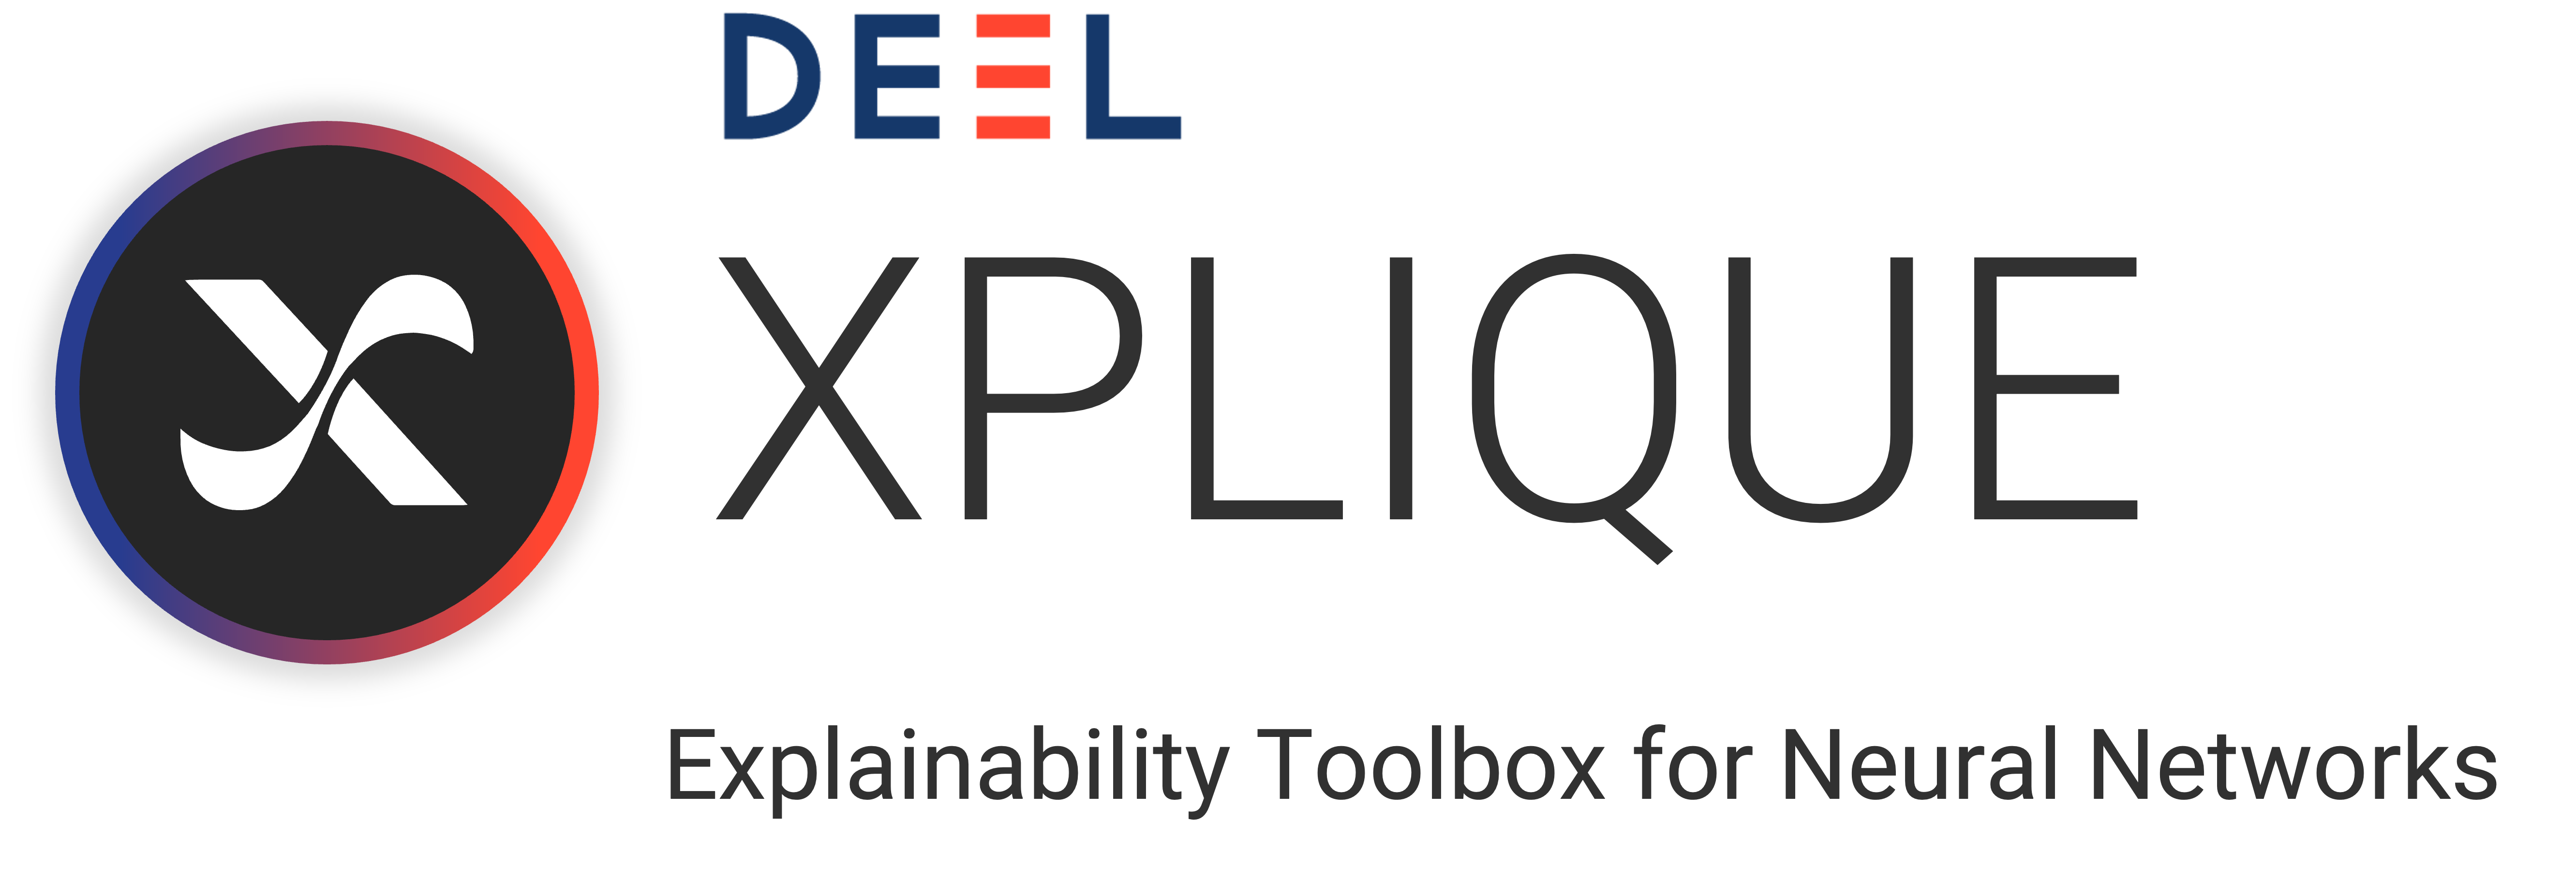 DEEL
XPLIQUE
Explainability Toolbox for Neural Networks